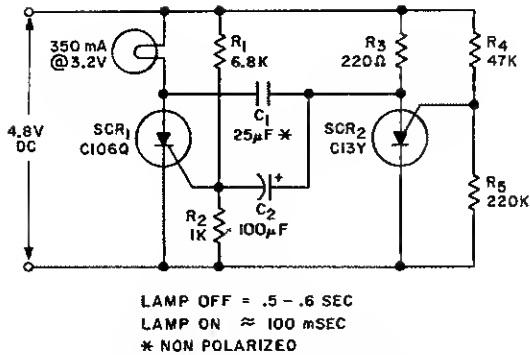 350 mA
@3.2V
R1
6.8K
R3
220Ω
R4
47K
4.8V
DC
SCR1
C106Q
C1
25µF *
SCR2
C13Y
R2
1K
C2
+
100µF
R5
220K
LAMP OFF = .5 – .6 SEC
LAMP ON ≈ 100 mSEC
* NON POLARIZED